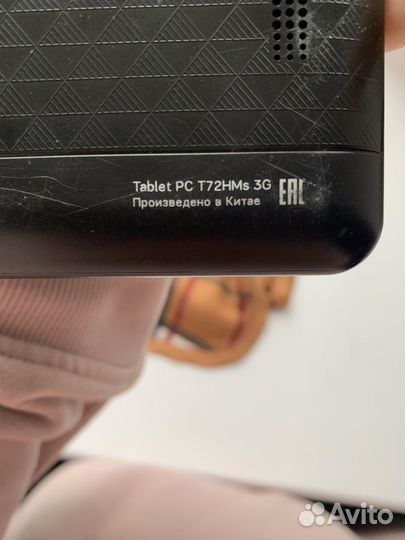 Tablet PC T72HMs 3G
Произведено в Китае
EAC
Avito